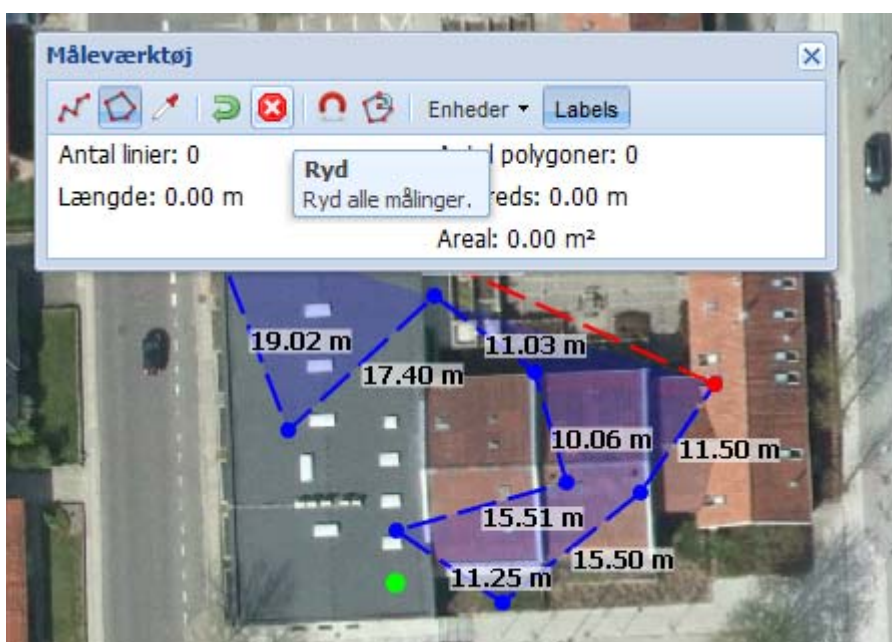 Måleværktøj
Enheder Labels
Antal linier: 0
polygoner: 0
Ryd
Længde: 0.00 m
Ryd alle målinger.
0.00 m
Areal: 0.00 m²
19.02 m
11.03 m
17.40 m
10.06 m
11.50 m
15.51 m
15.50 m
11.25 m